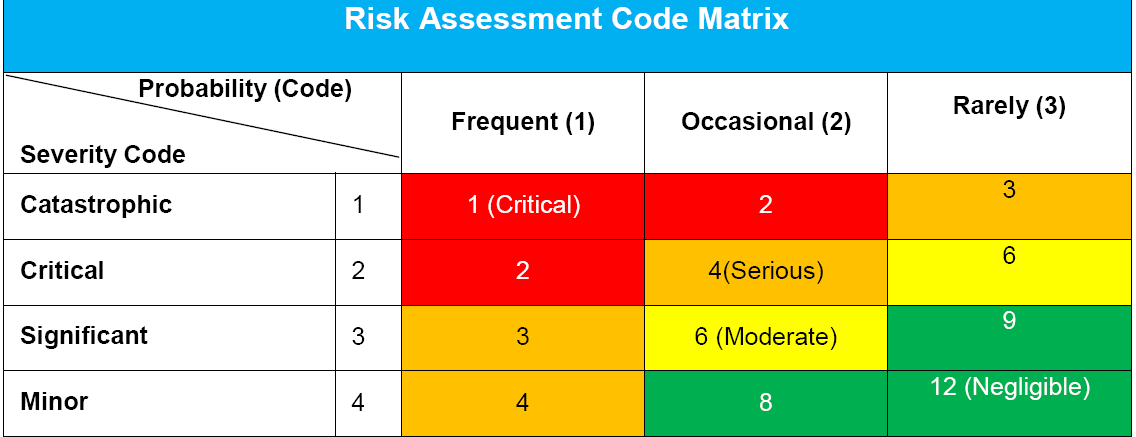 Risk Assessment Code Matrix
Probability (Code)
Severity Code
Frequent (1)
Occasional (2)
Rarely (3)
Catastrophic 1 1 (Critical) 2 3
Critical 2 2 4(Serious) 6
Significant 3 3 6 (Moderate) 9
Minor 4 4 8 12 (Negligible)